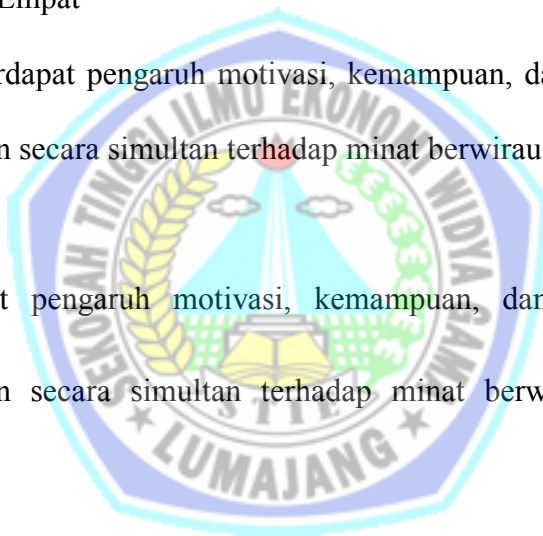 Empat
rdapat pengaruh motivasi, kemampuan, da
n secara simultan terhadap minat berwirau
t pengaruh motivasi, kemampuan, dan
n secara simultan terhadap minat berw
SEKOLAH TINGGI ILMU EKONOMI WIDYA GAMA
STIE
LUMAJANG